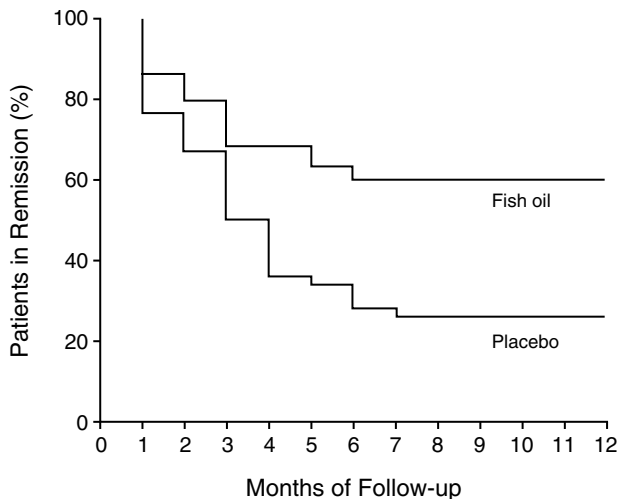 Patients in Remission (%)
100
80
60
40
20
0
Fish oil
Placebo
0 1 2 3 4 5 6 7 8 9 10 11 12
Months of Follow-up